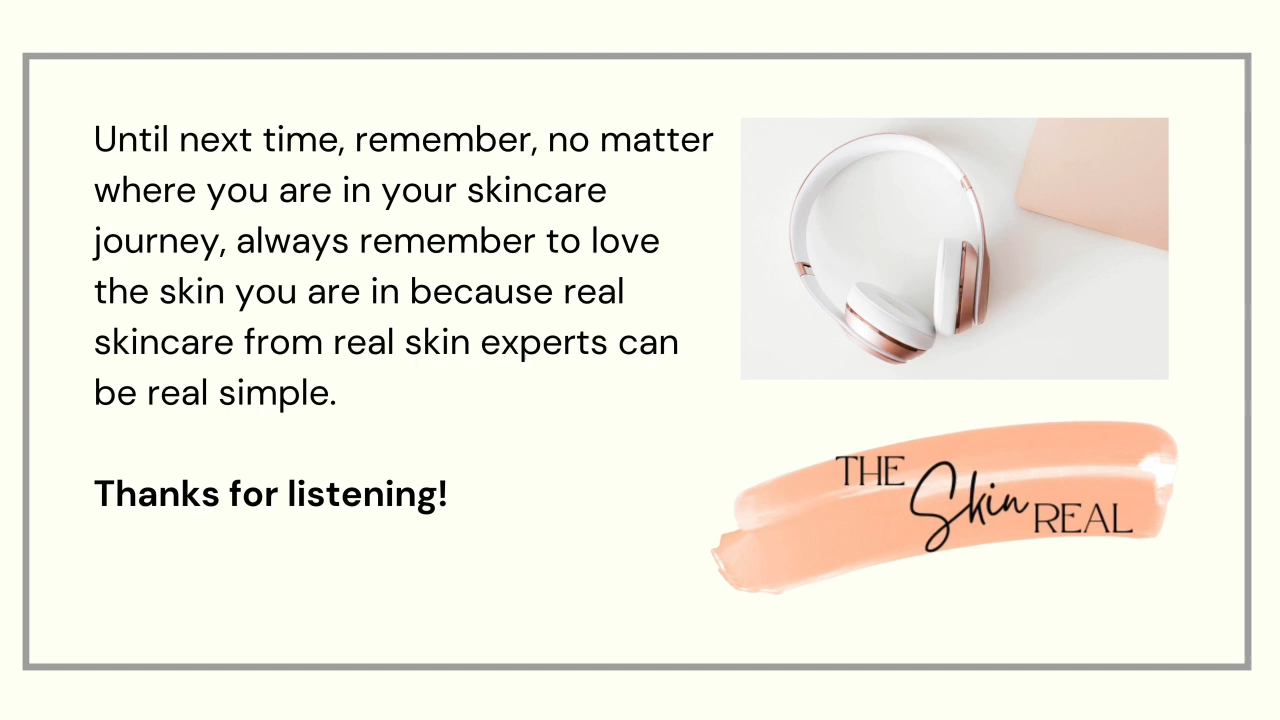 Until next time, remember, no matter
where you are in your skincare
journey, always remember to love
the skin you are in because real
skincare from real skin experts can
be real simple.
Thanks for listening!
THE Skin REAL